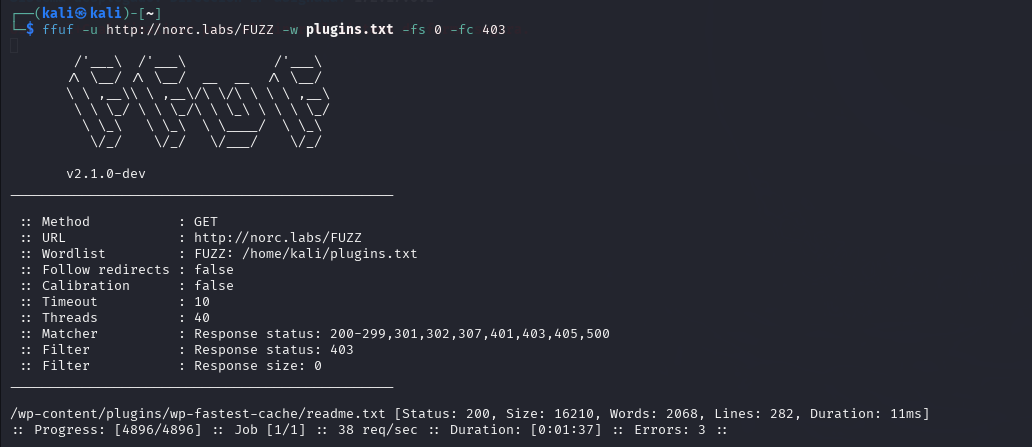 ┌──(kali㉿kali)-[~]
└─$ ffuf -u http://norc.labs/FUZZ -w plugins.txt -fs 0 -fc 403

        /'___\  /'___\           /'___\
       /\ \__/ /\ \__/  __  __  /\ \__/
       \ \ ,__\\ \ ,__\/\ \/\ \ \ \ ,__\
        \ \ \_/ \ \ \_/\ \ \_\ \ \ \ \_/
         \ \_\   \ \_\  \ \____/  \ \_\
          \/_/    \/_/   \/___/    \/_/

       v2.1.0-dev
________________________________________________

 :: Method           : GET
 :: URL              : http://norc.labs/FUZZ
 :: Wordlist         : FUZZ: /home/kali/plugins.txt
 :: Follow redirects : false
 :: Calibration      : false
 :: Timeout          : 10
 :: Threads          : 40
 :: Matcher          : Response status: 200-299,301,302,307,401,403,405,500
 :: Filter           : Response status: 403
 :: Filter           : Response size: 0
________________________________________________

/wp-content/plugins/wp-fastest-cache/readme.txt [Status: 200, Size: 16210, Words: 2068, Lines: 282, Duration: 11ms]
:: Progress: [4896/4896] :: Job [1/1] :: 38 req/sec :: Duration: [0:01:37] :: Errors: 3 ::